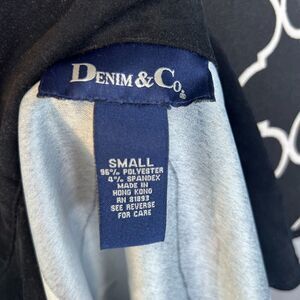 DENIM & CO.®
SMALL
96% POLYESTER
4% SPANDEX
MADE IN
HONG KONG
RN 81893
SEE REVERSE
FOR CARE